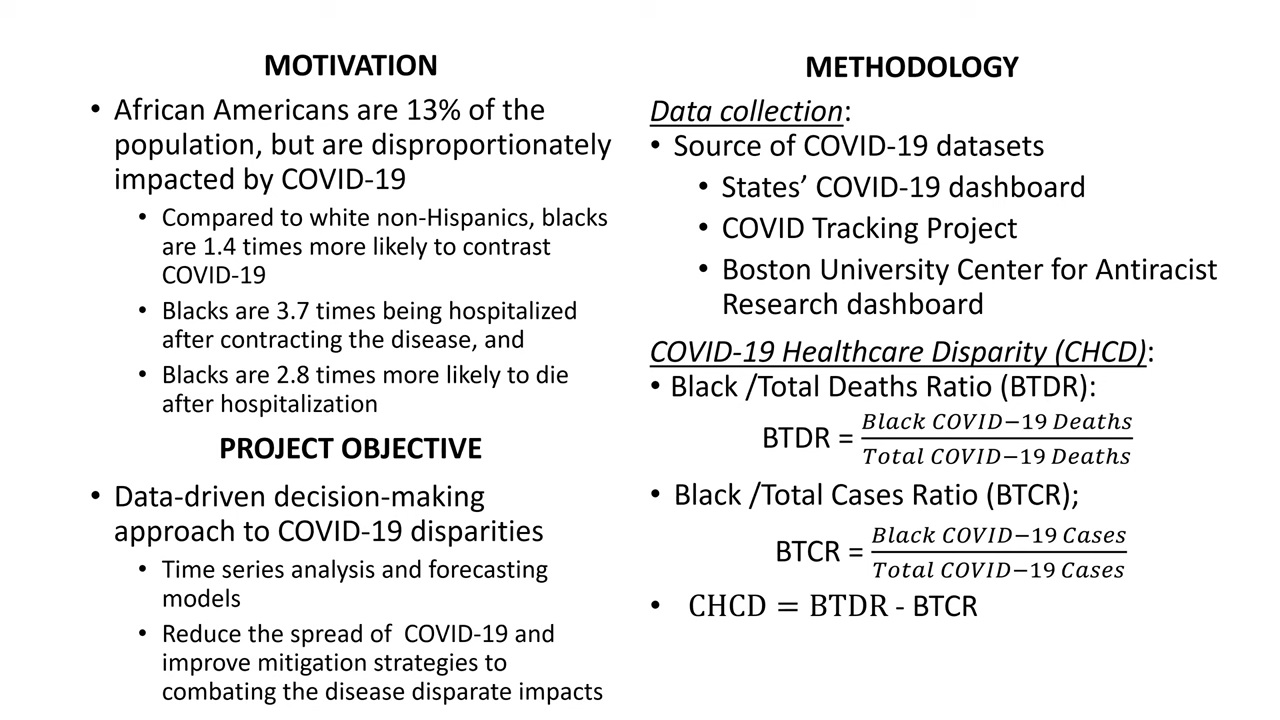 MOTIVATION
• African Americans are 13% of the
population, but are disproportionately
impacted by COVID-19
• Compared to white non-Hispanics, blacks
are 1.4 times more likely to contrast
COVID-19
• Blacks are 3.7 times being hospitalized
after contracting the disease, and
• Blacks are 2.8 times more likely to die
after hospitalization
PROJECT OBJECTIVE
• Data-driven decision-making
approach to COVID-19 disparities
• Time series analysis and forecasting
models
• Reduce the spread of COVID-19 and
improve mitigation strategies to
combating the disease disparate impacts
METHODOLOGY
Data collection:
• Source of COVID-19 datasets
• States’ COVID-19 dashboard
• COVID Tracking Project
• Boston University Center for Antiracist
Research dashboard
COVID-19 Healthcare Disparity (CHCD):
• Black /Total Deaths Ratio (BTDR):
BTDR = Black COVID−19 Deaths
Total COVID−19 Deaths
• Black /Total Cases Ratio (BTCR);
BTCR = Black COVID−19 Cases
Total COVID−19 Cases
• CHCD = BTDR - BTCR